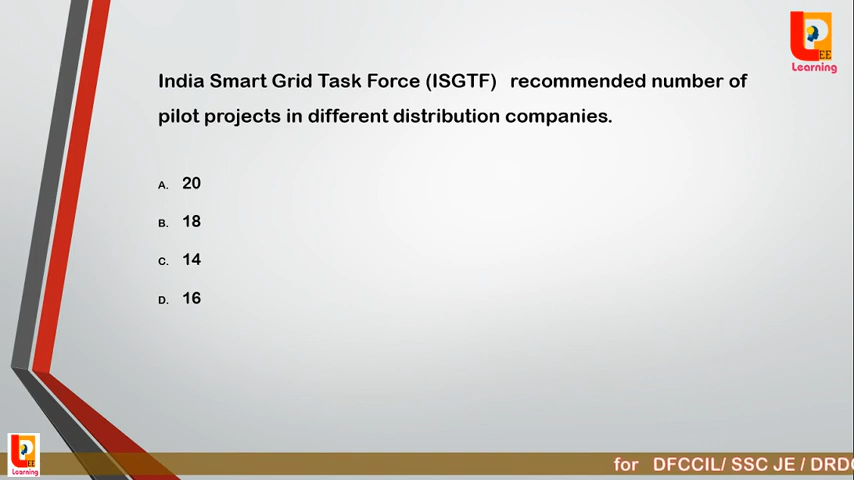 EE
Learning
India Smart Grid Task Force (ISGTF) recommended number of
pilot projects in different distribution companies.
A. 20
B. 18
C. 14
D. 16
EE
Learning
for DFCCIL/ SSC JE / DRDO